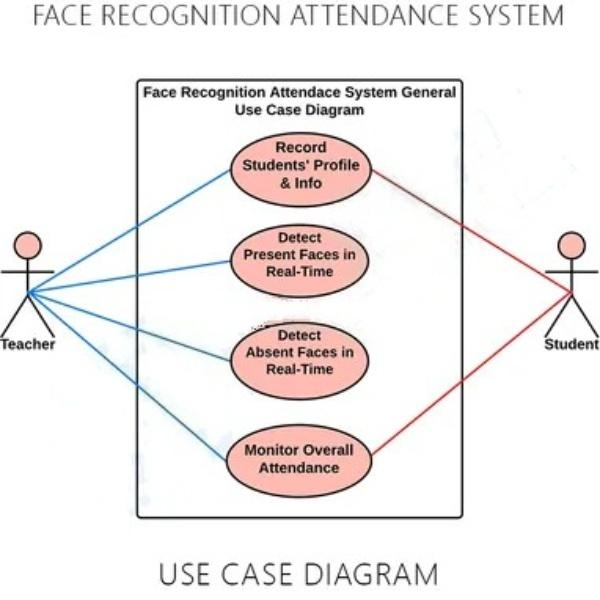 FACE RECOGNITION ATTENDANCE SYSTEM
Face Recognition Attendace System General
Use Case Diagram
Record
Students' Profile
& Info
Detect
Present Faces in
Real-Time
Detect
Absent Faces in
Real-Time
Monitor Overall
Attendance
Teacher
Student
USE CASE DIAGRAM